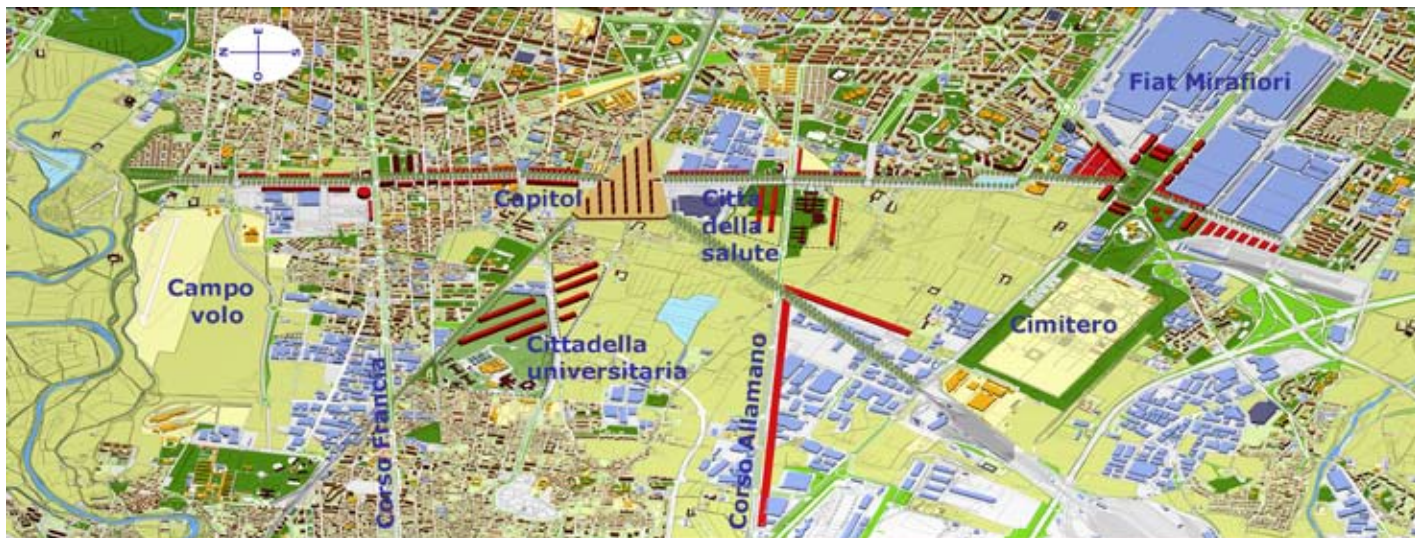 E
N
S
O
Fiat Mirafiori
Capitol
Città
della
salute
Campo
volo
Cimitero
Cittadella
universitaria
Corso Francia
Corso Allamano